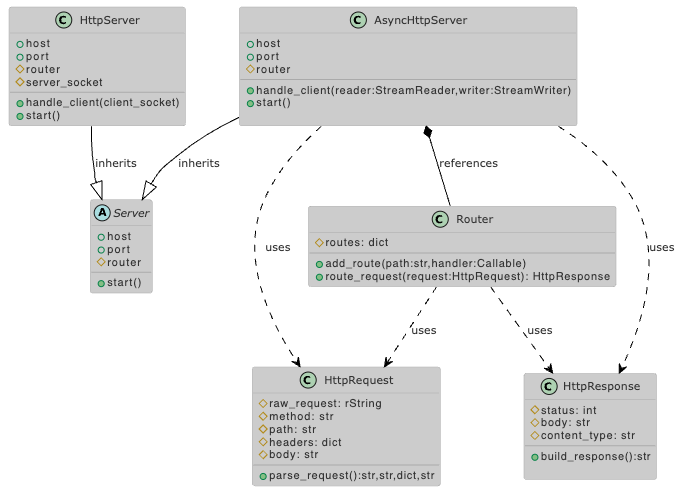 C HttpServer
host
port
router
server_socket
handle_client(client_socket)
start()
C AsyncHttpServer
host
port
router
handle_client(reader:StreamReader,writer:StreamWriter)
start()
inherits
inherits
references
A Server
host
port
router
start()
C Router
routes: dict
add_route(path:str,handler:Callable)
route_request(request:HttpRequest): HttpResponse
uses
uses
uses
uses
C HttpRequest
raw_request: rString
method: str
path: str
headers: dict
body: str
parse_request():str,str,dict,str
C HttpResponse
status: int
body: str
content_type: str
build_response():str